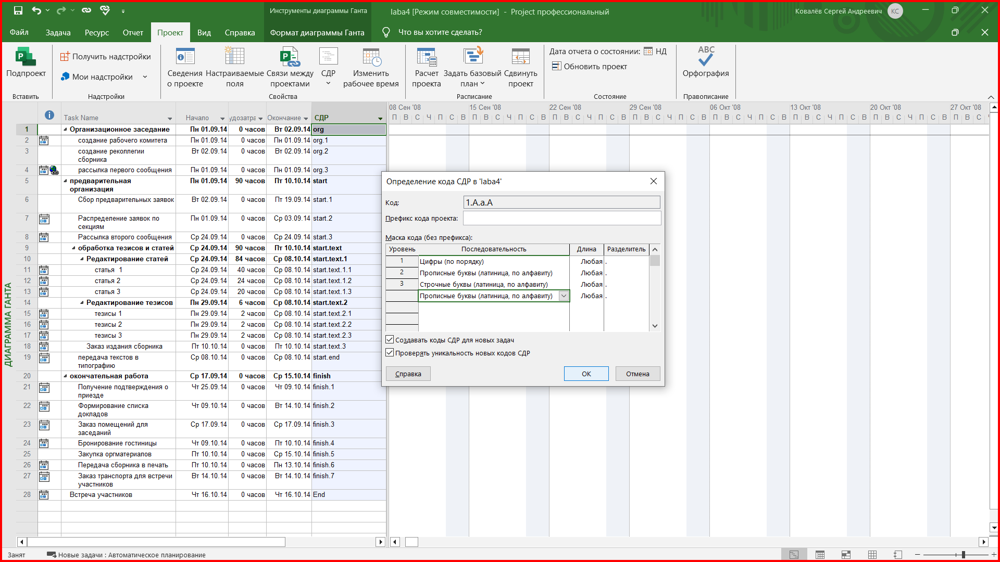 Инструменты диаграммы Ганта
laba4 [Режим совместимости] - Project профессиональный
Ковалёв Сергей Андреевич
КС
Файл Задача Ресурс Отчет Проект Вид Справка Формат диаграммы Ганта Что вы хотите сделать?
Подпроект
Вставить
Получить надстройки
Мои надстройки
Надстройки
Сведения о проекте
Настраиваемые поля
Связи между проектами
СДР
Изменить рабочее время
Свойства
Расчет проекта
Задать базовый план
Сдвинуть проект
Расписание
Дата отчета о состоянии: НД
Обновить проект
Состояние
ABC
Орфография
Правописание
Task Name Начало удозатра Окончание СДР
08 Сен '08 15 Сен '08 22 Сен '08 29 Сен '08 06 Окт '08 13 Окт '08 20 Окт '08 27 Окт '08
П В С Ч П С В П В С Ч П С В П В С Ч П С В П В С Ч П С В П В С Ч П С В П В С Ч П С В П В С Ч П С В П В С
1 Организационное заседание Пн 01.09.14 0 часов Вт 02.09.14 org
2 создание рабочего комитета Пн 01.09.14 0 часов Пн 01.09.14 org.1
3 создание реколлегии сборника Вт 02.09.14 0 часов Вт 02.09.14 org.2
4 рассылка первого сообщения Пн 01.09.14 0 часов Пн 01.09.14 org.3
5 предварительная организация Пн 01.09.14 90 часов Пт 10.10.14 start
6 Сбор предварительных заявок Вт 02.09.14 0 часов Пт 19.09.14 start.1
7 Распределение заявок по секциям Пн 01.09.14 0 часов Ср 03.09.14 start.2
8 Рассылка второго сообщения Ср 24.09.14 0 часов Ср 24.09.14 start.3
9 обработка тезисов и статей Ср 24.09.14 90 часов Пт 10.10.14 start.text
10 Редактирование статей Ср 24.09.14 84 часов Ср 08.10.14 start.text.1
11 статья 1 Ср 24.09.14 40 часов Ср 08.10.14 start.text.1.1
12 статья 2 Ср 24.09.14 24 часов Ср 08.10.14 start.text.1.2
13 статья 3 Ср 24.09.14 20 часов Ср 08.10.14 start.text.1.3
14 Редактирование тезисов Пн 29.09.14 6 часов Ср 08.10.14 start.text.2
15 тезисы 1 Пн 29.09.14 2 часов Ср 08.10.14 start.text.2.1
16 тезисы 2 Пн 29.09.14 2 часов Ср 08.10.14 start.text.2.2
17 тезисы 3 Пн 29.09.14 2 часов Ср 08.10.14 start.text.2.3
18 Заказ издания сборника Пт 10.10.14 0 часов Пт 10.10.14 start.text.3
19 передача текстов в типографию Ср 08.10.14 0 часов Ср 08.10.14 start.end
20 окончательная работа Ср 17.09.14 0 часов Ср 15.10.14 finish
21 Получение подтверждения о приезде Чт 25.09.14 0 часов Чт 09.10.14 finish.1
22 Формирование списка докладов Чт 09.10.14 0 часов Вт 14.10.14 finish.2
23 Заказ помещений для заседаний Ср 17.09.14 0 часов Ср 17.09.14 finish.3
24 Бронирование гостиницы Чт 09.10.14 0 часов Пт 10.10.14 finish.4
25 Закупка оргматериалов Пт 10.10.14 0 часов Ср 15.10.14 finish.5
26 Передача сборника в печать Пт 10.10.14 0 часов Пн 13.10.14 finish.6
27 Заказ транспорта для встречи участников Вт 14.10.14 0 часов Вт 14.10.14 finish.7
28 Встреча участников Чт 16.10.14 0 часов Чт 16.10.14 End
ДИАГРАММА ГАНТА
Определение кода СДР в 'laba4'
Код: 1.A.a.A
Префикс кода проекта:
Маска кода (без префикса):
Уровень Последовательность Длина Разделитель
1 Цифры (по порядку) Любая .
2 Прописные буквы (латиница, по алфавиту) Любая .
3 Строчные буквы (латиница, по алфавиту) Любая .
Прописные буквы (латиница, по алфавиту) Любая .
Создавать коды СДР для новых задач
Проверять уникальность новых кодов СДР
Справка ОК Отмена
Занят Новые задачи : Автоматическое планирование